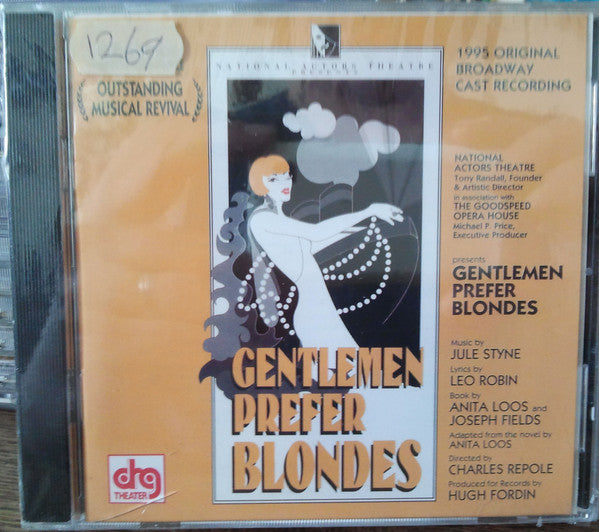 1269
OUTSTANDING
MUSICAL REVIVAL
NATIONAL ACTORS THEATRE
PRESENTS
GENTLEMEN
PREFER
BLONDES
1995 ORIGINAL
BROADWAY
CAST RECORDING
NATIONAL
ACTORS THEATRE
Tony Randall, Founder
& Artistic Director
in association with
THE GOODSPEED
OPERA HOUSE
Michael P. Price,
Executive Producer
presents
GENTLEMEN
PREFER
BLONDES
Music by
JULE STYNE
Lyrics by
LEO ROBIN
Book by
ANITA LOOS and
JOSEPH FIELDS
Adapted from the novel by
ANITA LOOS
Directed by
CHARLES REPOLE
Produced for Records by
HUGH FORDIN
drg
THEATER